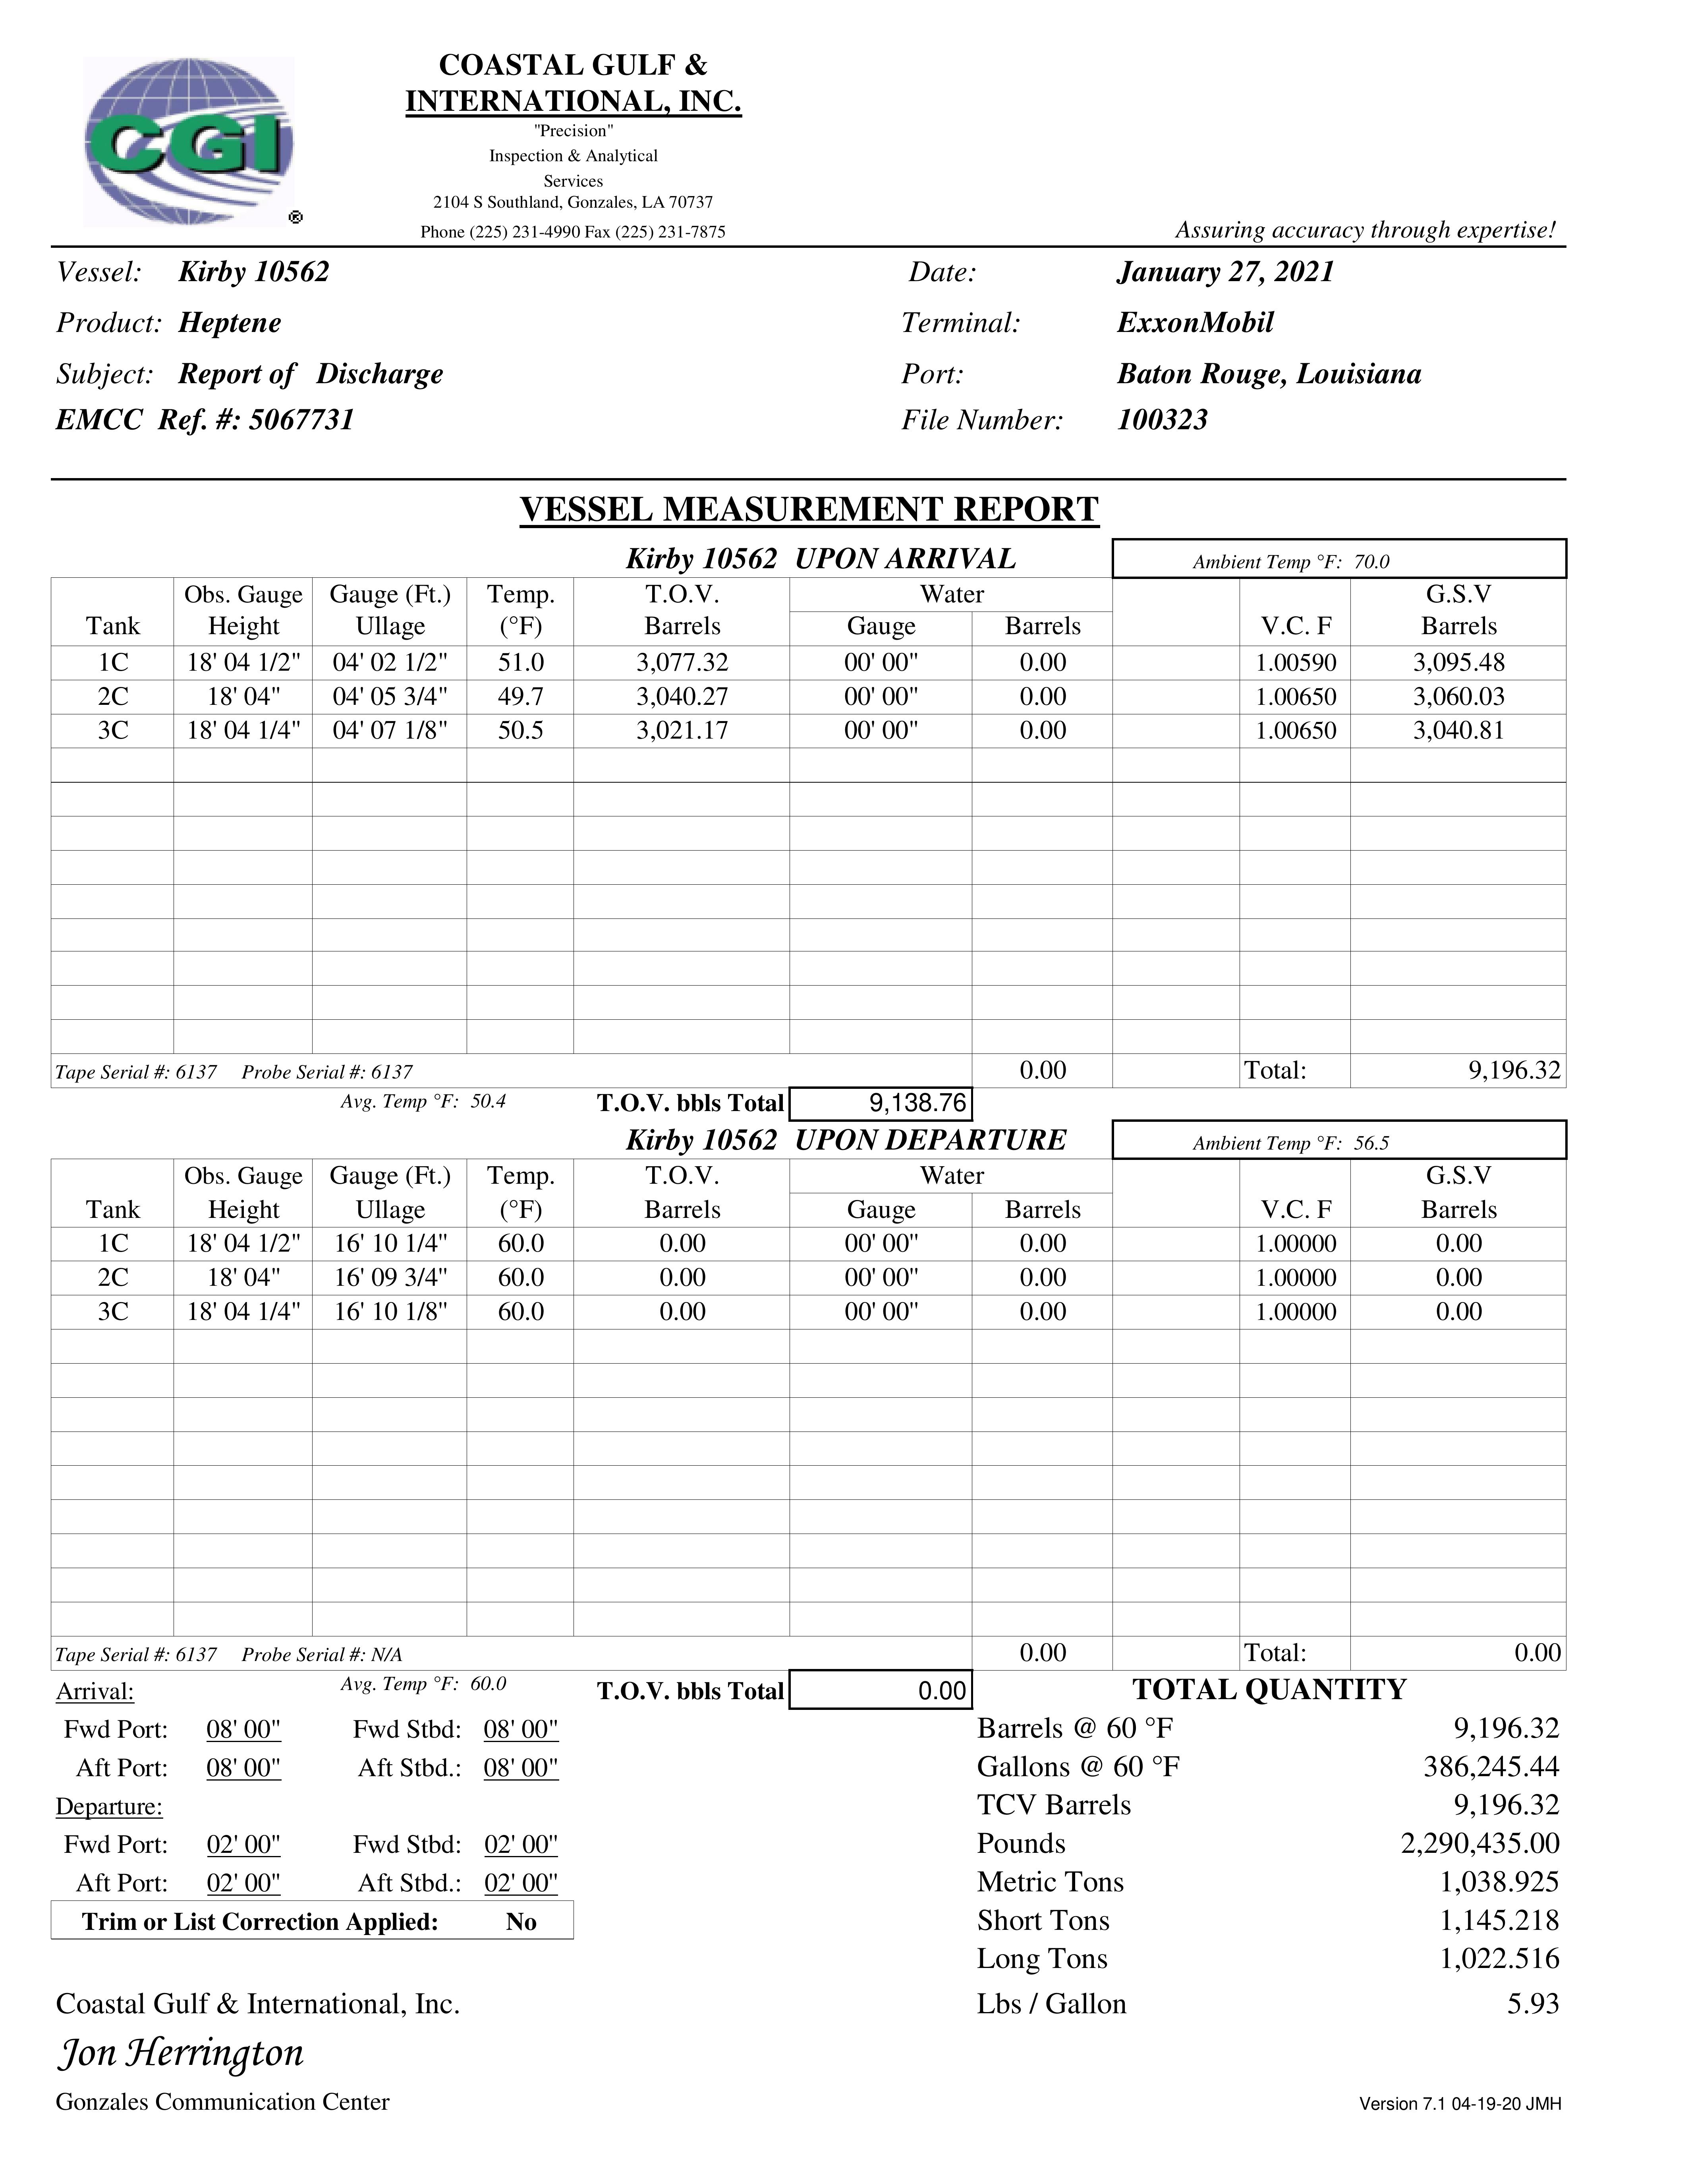 CGI ®
COASTAL GULF &
INTERNATIONAL, INC.
"Precision"
Inspection & Analytical
Services
2104 S Southland, Gonzales, LA 70737
Phone (225) 231-4990 Fax (225) 231-7875
Assuring accuracy through expertise!
Vessel: Kirby 10562 Date: January 27, 2021
Product: Heptene Terminal: ExxonMobil
Subject: Report of Discharge Port: Baton Rouge, Louisiana
EMCC Ref. #: 5067731 File Number: 100323
VESSEL MEASUREMENT REPORT
Kirby 10562 UPON ARRIVAL Ambient Temp °F: 70.0
Obs. Gauge Gauge (Ft.) Temp. T.O.V. Water G.S.V
Tank Height Ullage (°F) Barrels Gauge Barrels V.C. F Barrels
1C 18' 04 1/2" 04' 02 1/2" 51.0 3,077.32 00' 00" 0.00 1.00590 3,095.48
2C 18' 04" 04' 05 3/4" 49.7 3,040.27 00' 00" 0.00 1.00650 3,060.03
3C 18' 04 1/4" 04' 07 1/8" 50.5 3,021.17 00' 00" 0.00 1.00650 3,040.81
Tape Serial #: 6137 Probe Serial #: 6137 0.00 Total: 9,196.32
Avg. Temp °F: 50.4 T.O.V. bbls Total 9,138.76
Kirby 10562 UPON DEPARTURE Ambient Temp °F: 56.5
Obs. Gauge Gauge (Ft.) Temp. T.O.V. Water G.S.V
Tank Height Ullage (°F) Barrels Gauge Barrels V.C. F Barrels
1C 18' 04 1/2" 16' 10 1/4" 60.0 0.00 00' 00" 0.00 1.00000 0.00
2C 18' 04" 16' 09 3/4" 60.0 0.00 00' 00" 0.00 1.00000 0.00
3C 18' 04 1/4" 16' 10 1/8" 60.0 0.00 00' 00" 0.00 1.00000 0.00
Tape Serial #: 6137 Probe Serial #: N/A 0.00 Total: 0.00
Arrival: Avg. Temp °F: 60.0 T.O.V. bbls Total 0.00 TOTAL QUANTITY
Fwd Port: 08' 00" Fwd Stbd: 08' 00" Barrels @ 60 °F 9,196.32
Aft Port: 08' 00" Aft Stbd.: 08' 00" Gallons @ 60 °F 386,245.44
Departure: TCV Barrels 9,196.32
Fwd Port: 02' 00" Fwd Stbd: 02' 00" Pounds 2,290,435.00
Aft Port: 02' 00" Aft Stbd.: 02' 00" Metric Tons 1,038.925
Trim or List Correction Applied: No Short Tons 1,145.218
Long Tons 1,022.516
Coastal Gulf & International, Inc. Lbs / Gallon 5.93
Jon Herrington
Gonzales Communication Center Version 7.1 04-19-20 JMH